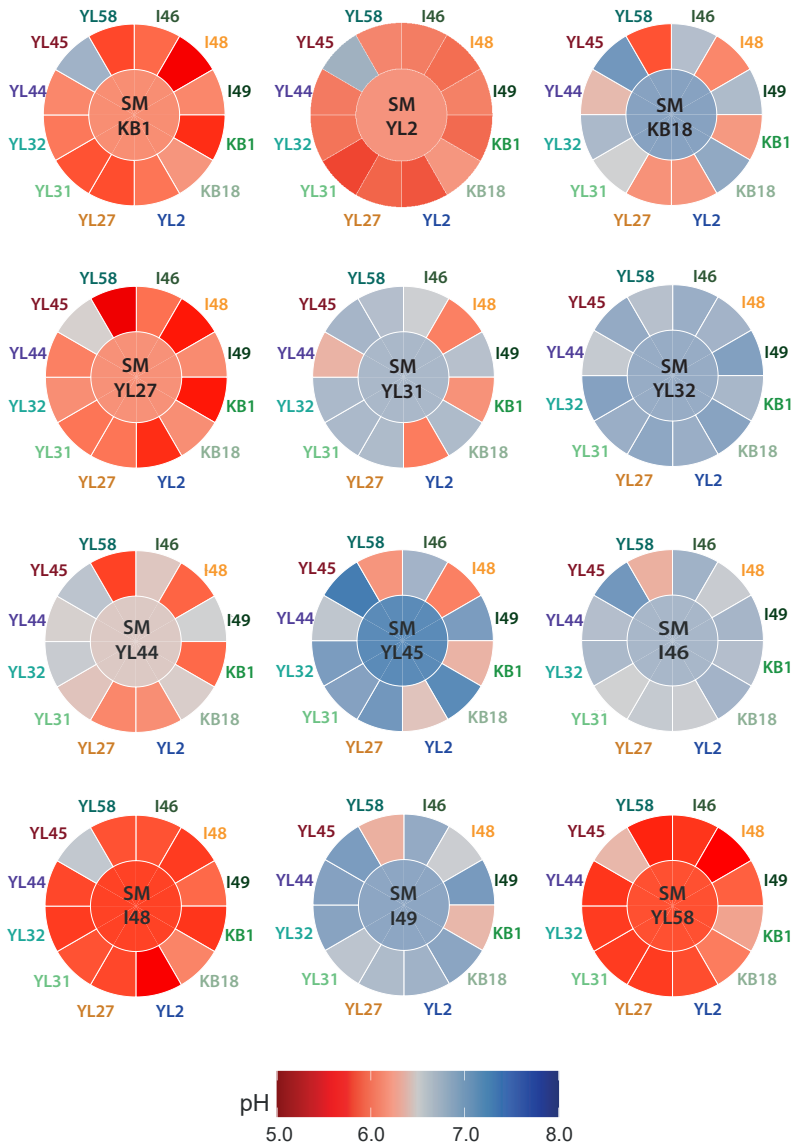 YL58 I46
YL45 I48
YL44 I49
SM
KB1
YL32 KB1
YL31 KB18
YL27 YL2
YL58 I46
YL45 I48
YL44 I49
SM
YL2
YL32 KB1
YL31 KB18
YL27 YL2
YL58 I46
YL45 I48
YL44 I49
SM
KB18
YL32 KB1
YL31 KB18
YL27 YL2
YL58 I46
YL45 I48
YL44 I49
SM
YL27
YL32 KB1
YL31 KB18
YL27 YL2
YL58 I46
YL45 I48
YL44 I49
SM
YL31
YL32 KB1
YL31 KB18
YL27 YL2
YL58 I46
YL45 I48
YL44 I49
SM
YL32
YL32 KB1
YL31 KB18
YL27 YL2
YL58 I46
YL45 I48
YL44 I49
SM
YL44
YL32 KB1
YL31 KB18
YL27 YL2
YL58 I46
YL45 I48
YL44 I49
SM
YL45
YL32 KB1
YL31 KB18
YL27 YL2
YL58 I46
YL45 I48
YL44 I49
SM
I46
YL32 KB1
YL31 KB18
YL27 YL2
YL58 I46
YL45 I48
YL44 I49
SM
I48
YL32 KB1
YL31 KB18
YL27 YL2
YL58 I46
YL45 I48
YL44 I49
SM
I49
YL32 KB1
YL31 KB18
YL27 YL2
YL58 I46
YL45 I48
YL44 I49
SM
YL58
YL32 KB1
YL31 KB18
YL27 YL2
pH
5.0 6.0 7.0 8.0